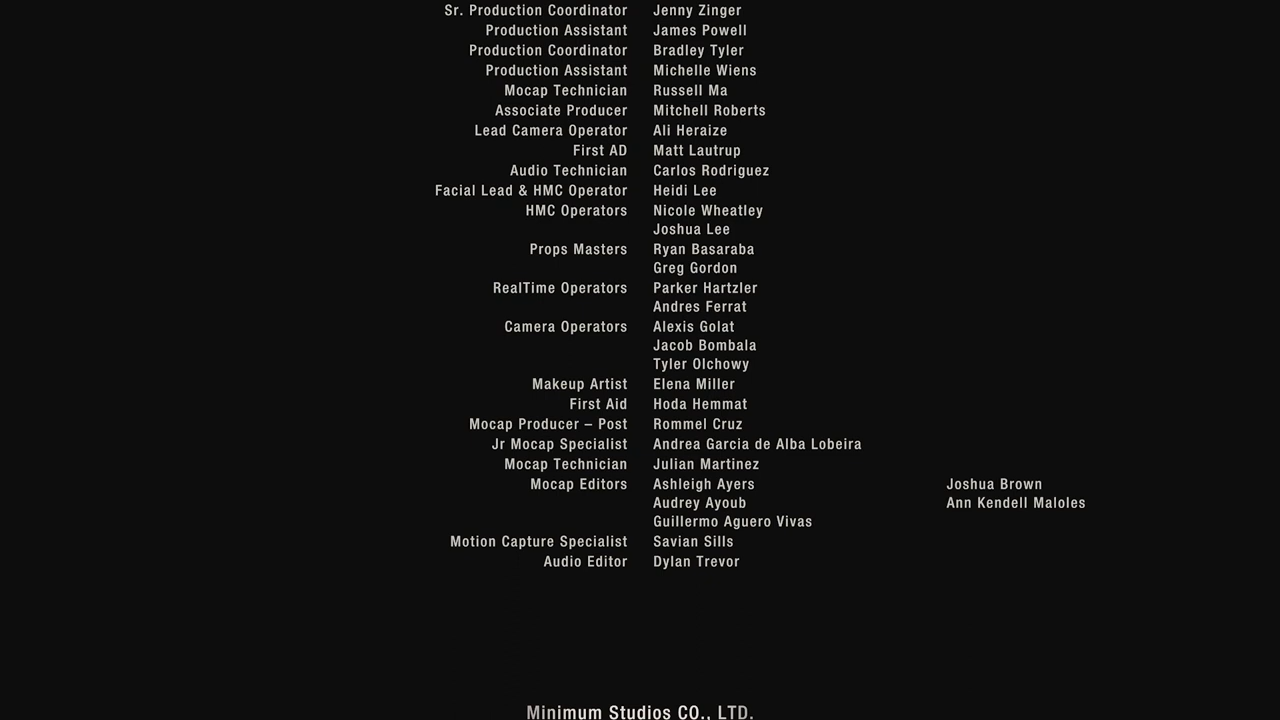 Sr. Production Coordinator Jenny Zinger
Production Assistant James Powell
Production Coordinator Bradley Tyler
Production Assistant Michelle Wiens
Mocap Technician Russell Ma
Associate Producer Mitchell Roberts
Lead Camera Operator Ali Heraize
First AD Matt Lautrup
Audio Technician Carlos Rodriguez
Facial Lead & HMC Operator Heidi Lee
HMC Operators Nicole Wheatley
Joshua Lee
Props Masters Ryan Basaraba
Greg Gordon
RealTime Operators Parker Hartzler
Andres Ferrat
Camera Operators Alexis Golat
Jacob Bombala
Tyler Olchowy
Makeup Artist Elena Miller
First Aid Hoda Hemmat
Mocap Producer – Post Rommel Cruz
Jr Mocap Specialist Andrea Garcia de Alba Lobeira
Mocap Technician Julian Martinez
Mocap Editors Ashleigh Ayers Joshua Brown
Audrey Ayoub Ann Kendell Maloles
Guillermo Aguero Vivas
Motion Capture Specialist Savian Sills
Audio Editor Dylan Trevor
Minimum Studios CO., LTD.